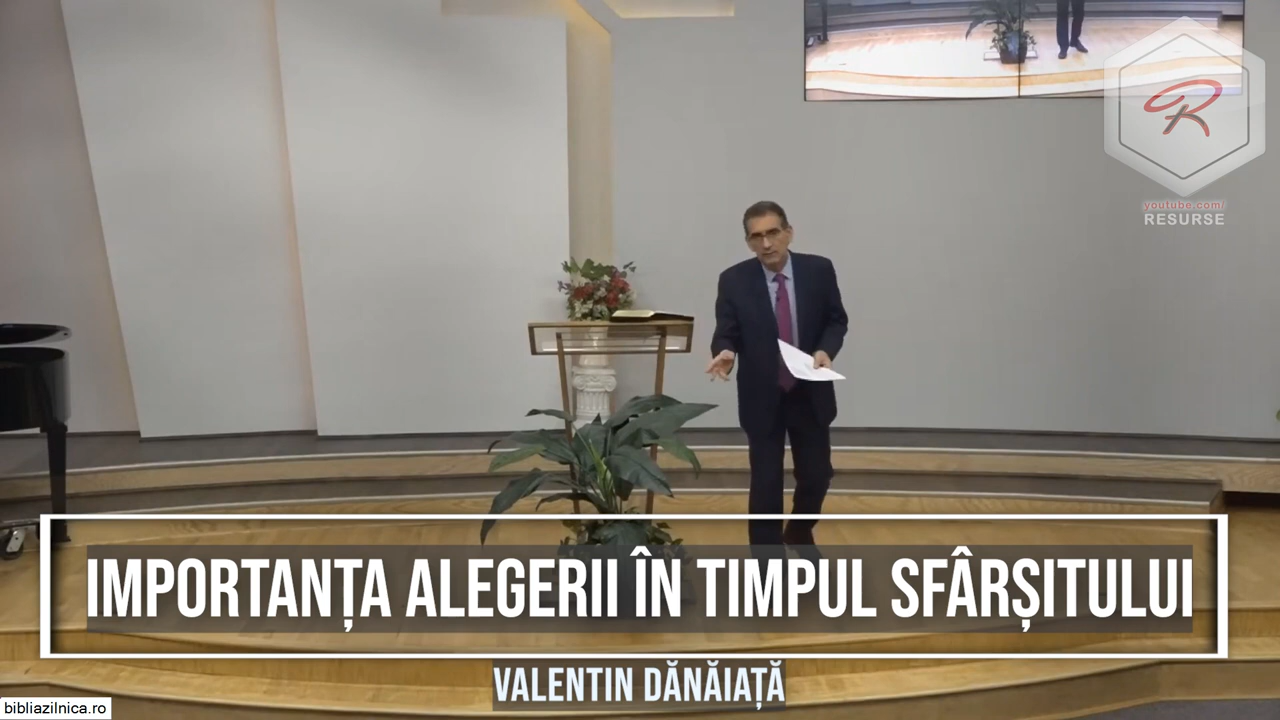 R
youtube.com/
RESURSE
IMPORTANȚA ALEGERII ÎN TIMPUL SFÂRȘITULUI
VALENTIN DĂNĂIAȚĂ
bibliazilnica.ro